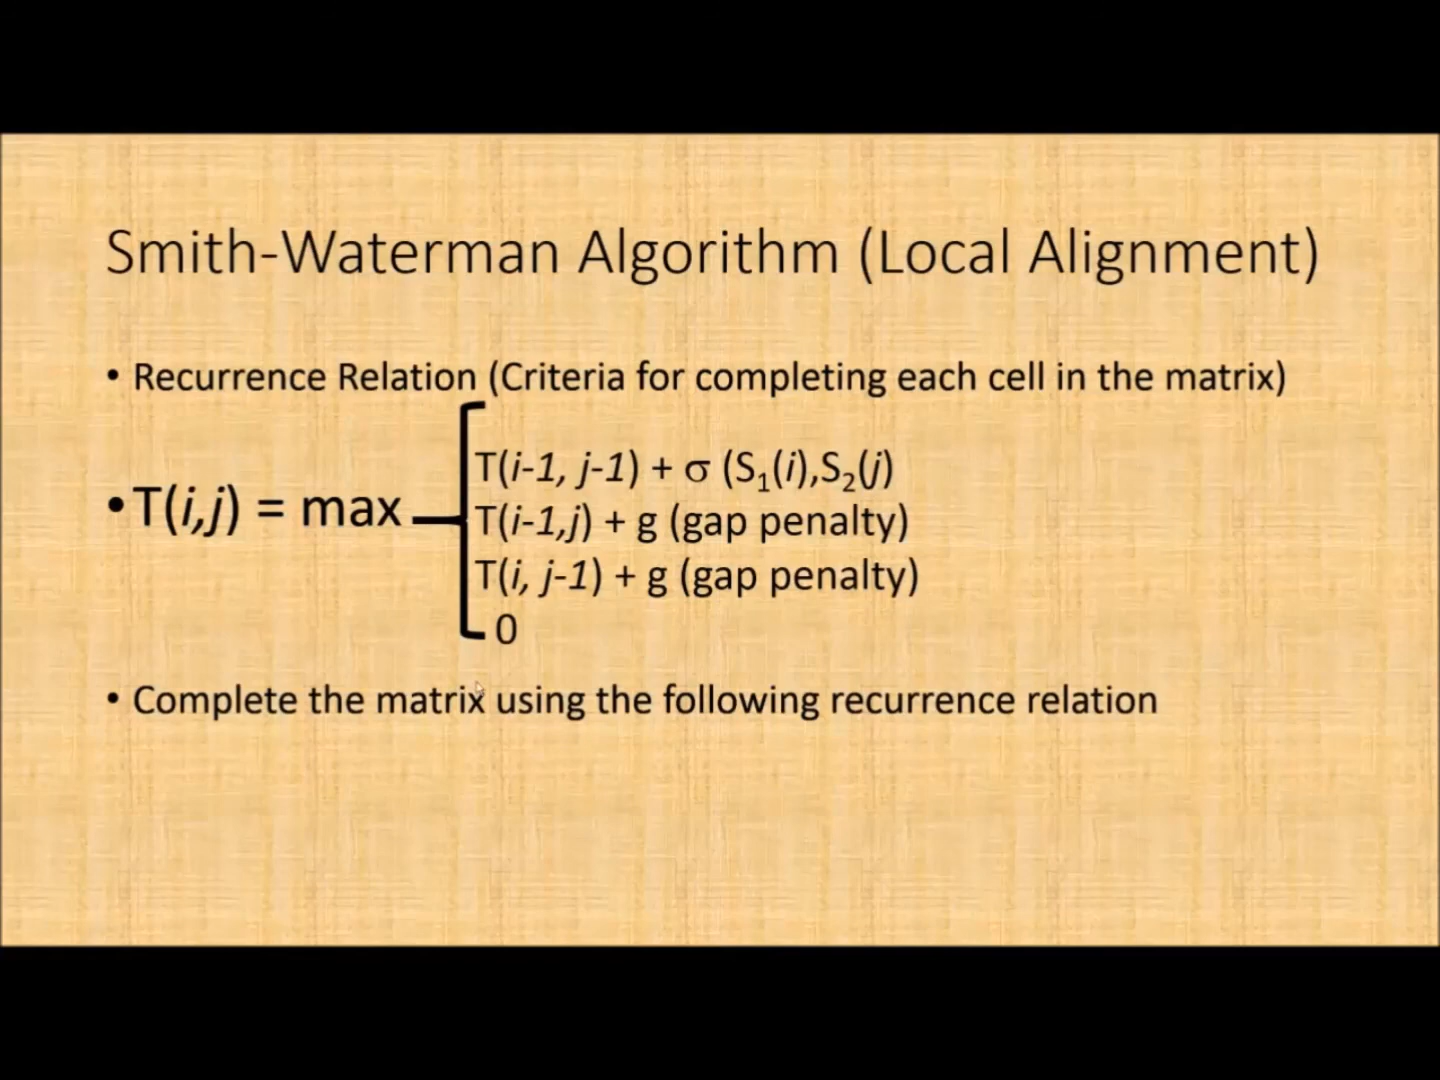 Smith-Waterman Algorithm (Local Alignment)
• Recurrence Relation (Criteria for completing each cell in the matrix)
T(i-1, j-1) + σ (S₁(i),S₂(j)
• T(i,j) = max
T(i-1,j) + g (gap penalty)
T(i, j-1) + g (gap penalty)
0
• Complete the matrix using the following recurrence relation